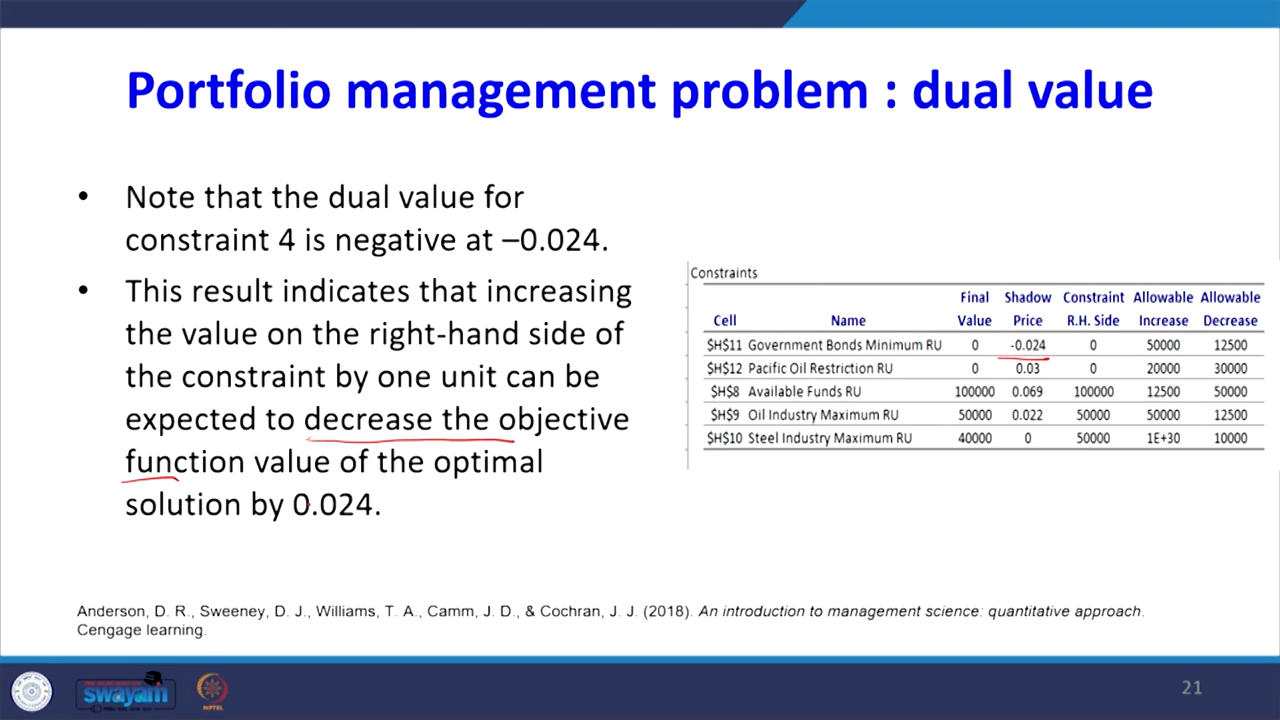 Portfolio management problem : dual value
• Note that the dual value for
constraint 4 is negative at –0.024.
• This result indicates that increasing
the value on the right-hand side of
the constraint by one unit can be
expected to decrease the objective
function value of the optimal
solution by 0.024.
Constraints
Final Shadow Constraint Allowable Allowable
Cell Name Value Price R.H. Side Increase Decrease
$H$11 Government Bonds Minimum RU 0 -0.024 0 50000 12500
$H$12 Pacific Oil Restriction RU 0 0.03 0 20000 30000
$H$8 Available Funds RU 100000 0.069 100000 12500 50000
$H$9 Oil Industry Maximum RU 50000 0.022 50000 50000 12500
$H$10 Steel Industry Maximum RU 40000 0 50000 1E+30 10000
Anderson, D. R., Sweeney, D. J., Williams, T. A., Camm, J. D., & Cochran, J. J. (2018). An introduction to management science: quantitative approach.
Cengage learning.
swayam
NPTEL
21